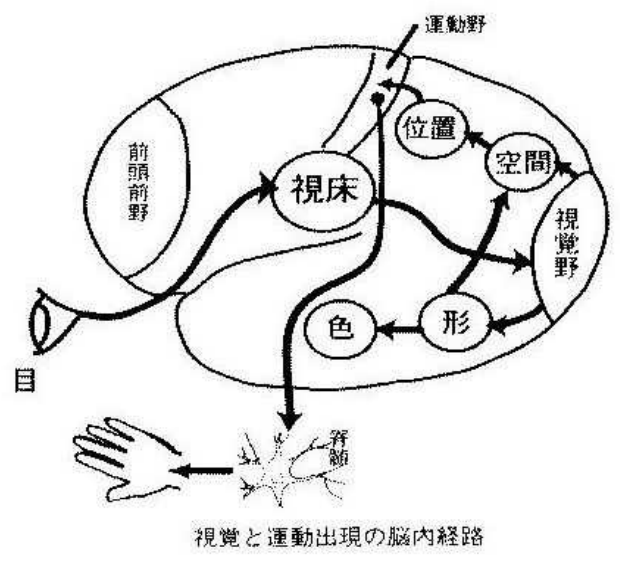 運動野
位置
空間
前頭前野
視床
視覚野
色
形
目
脊髄
視覚と運動出現の脳内経路